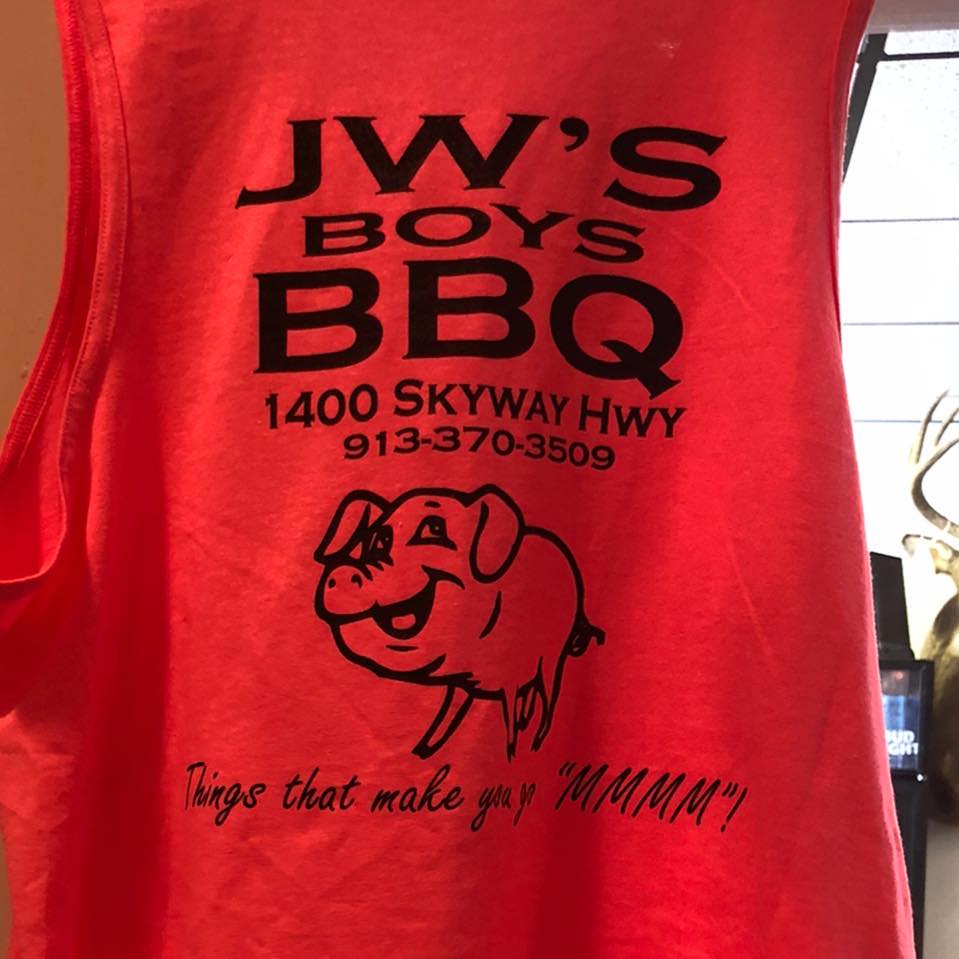 JW'S
BOYS
BBQ
1400 SKYWAY HWY
913-370-3509
Things that make you go "MMMM"!